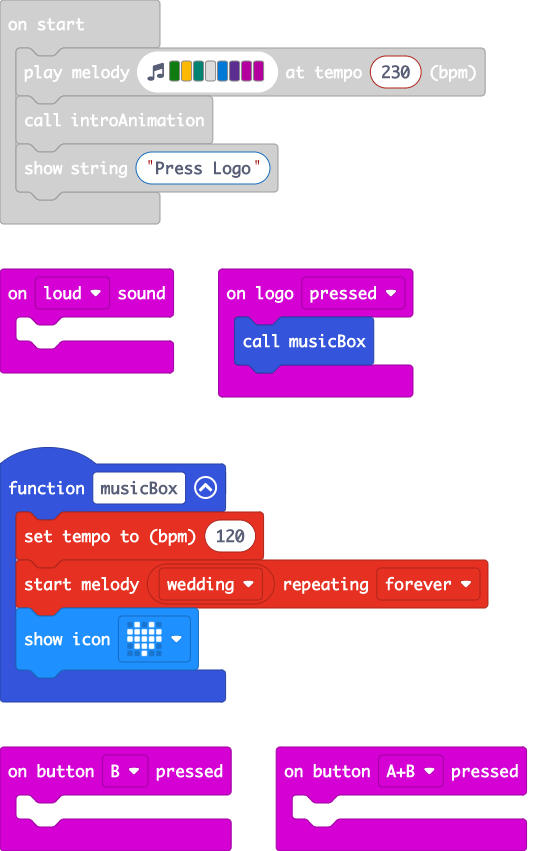 on start
play melody at tempo 230 (bpm)
call introAnimation
show string "Press Logo"
on loud sound
on logo pressed
call musicBox
function musicBox
set tempo to (bpm) 120
start melody wedding repeating forever
show icon
on button B pressed
on button A+B pressed